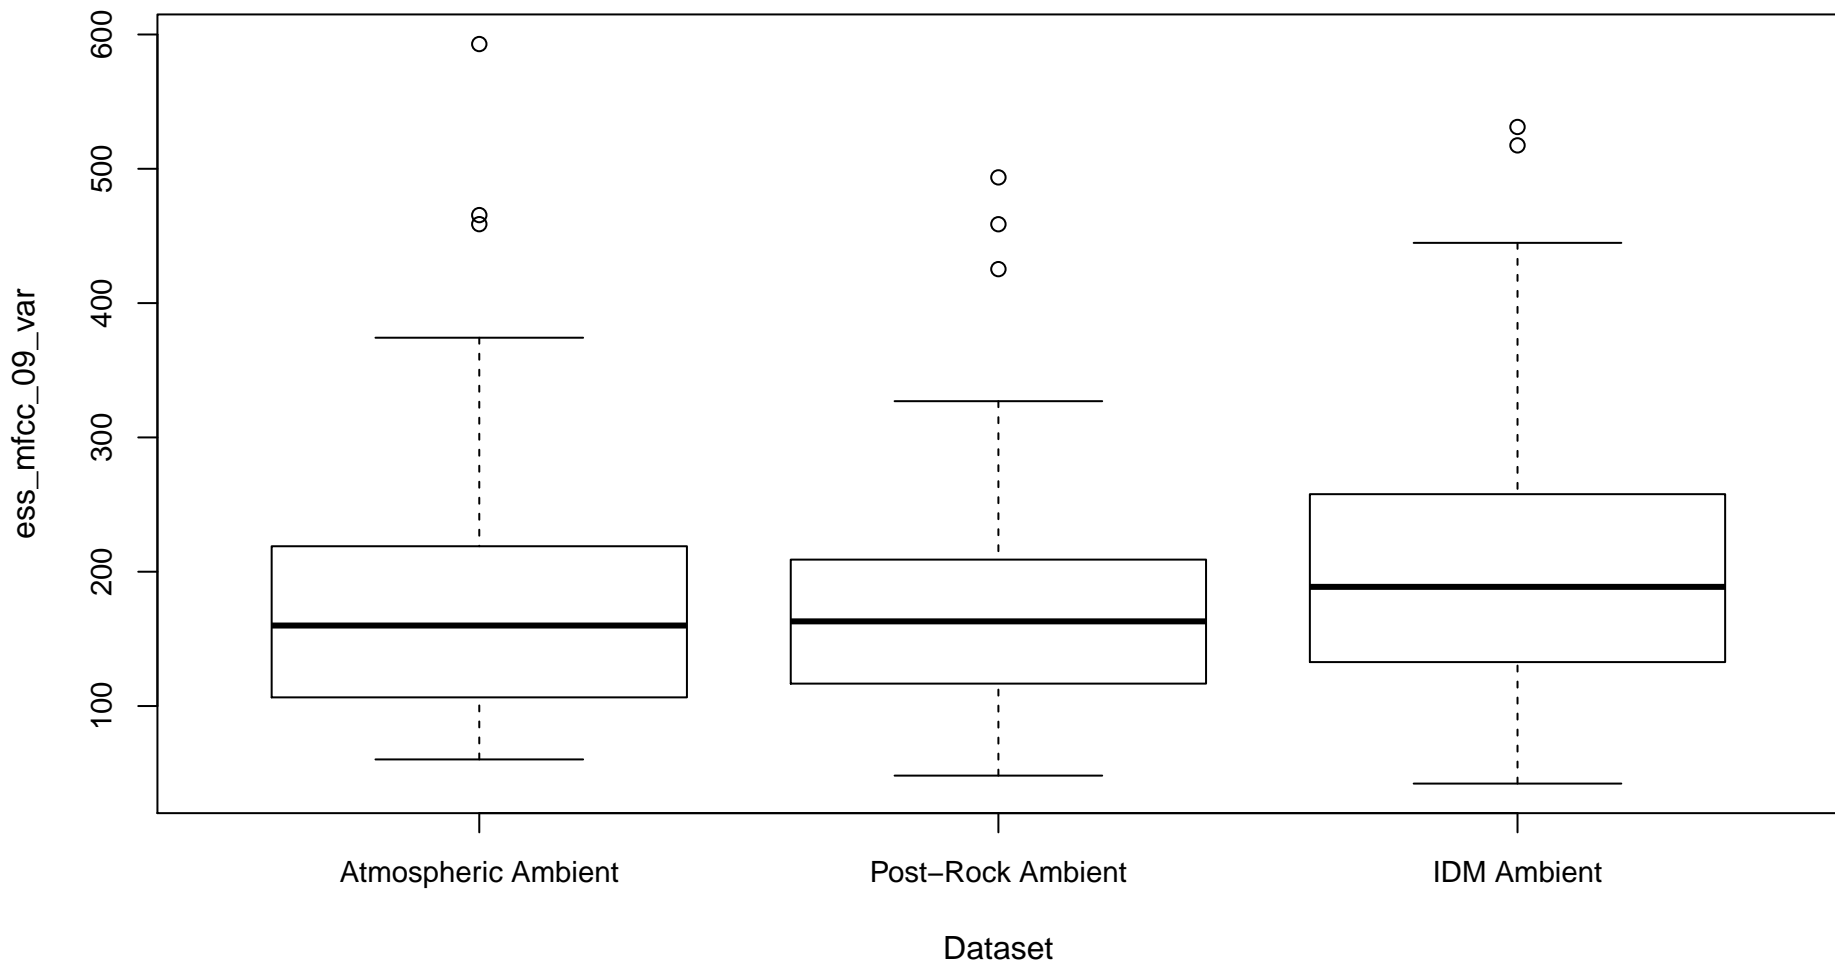 ess_mfcc_09_var
600
500
400
300
200
100
Atmospheric Ambient
Post−Rock Ambient
IDM Ambient
Dataset